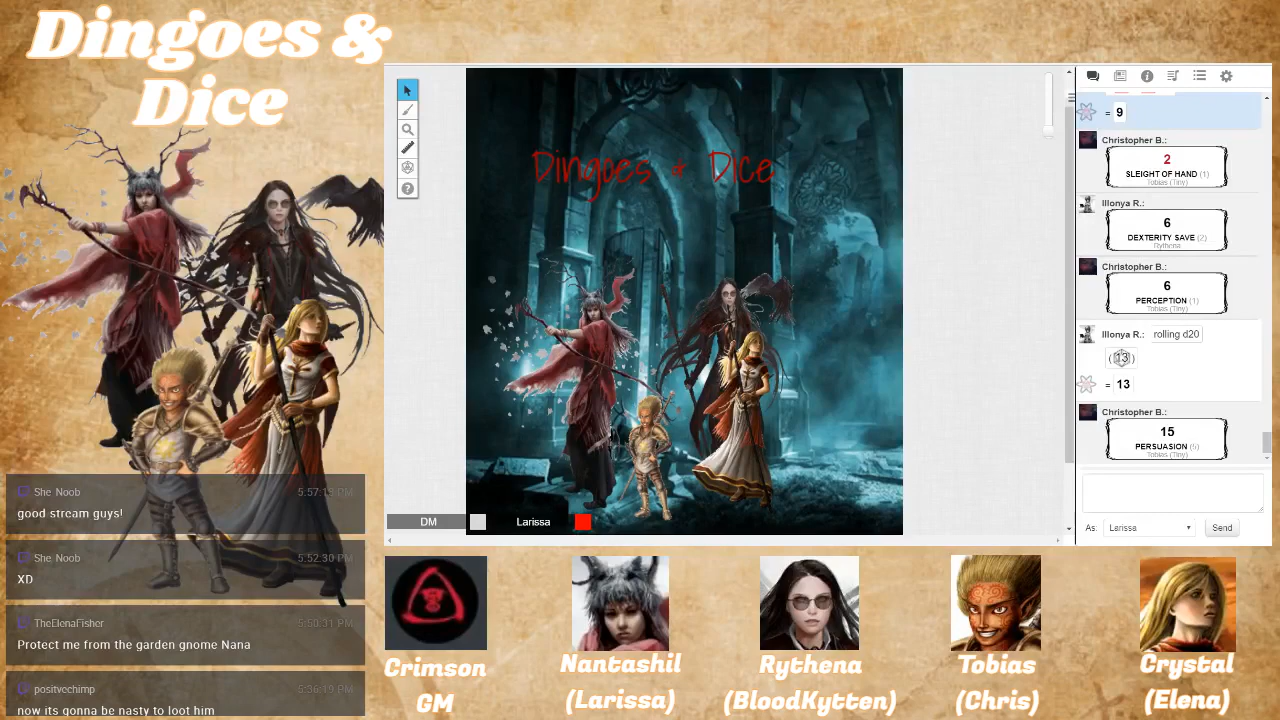 Dingoes &
Dice
Dingoes & Dice
DM
Larissa
= 9
Christopher B.:
2
SLEIGHT OF HAND (1)
Tobias (Tiny)
Illonya R.:
6
DEXTERITY SAVE (2)
Rythena
Christopher B.:
6
PERCEPTION (1)
Tobias (Tiny)
Illonya R.: rolling d20
(13)
= 13
Christopher B.:
15
PERSUASION (5)
Tobias (Tiny)
As: Larissa
Send
She Noob 5:57:15 PM
good stream guys!
She Noob 5:52:30 PM
XD
TheElenaFisher 5:50:31 PM
Protect me from the garden gnome Nana
positvechimp 5:36:19 PM
now its gonna be nasty to loot him
Crimson
GM
Nantashil
(Larissa)
Rythena
(BloodKytten)
Tobias
(Chris)
Crystal
(Elena)